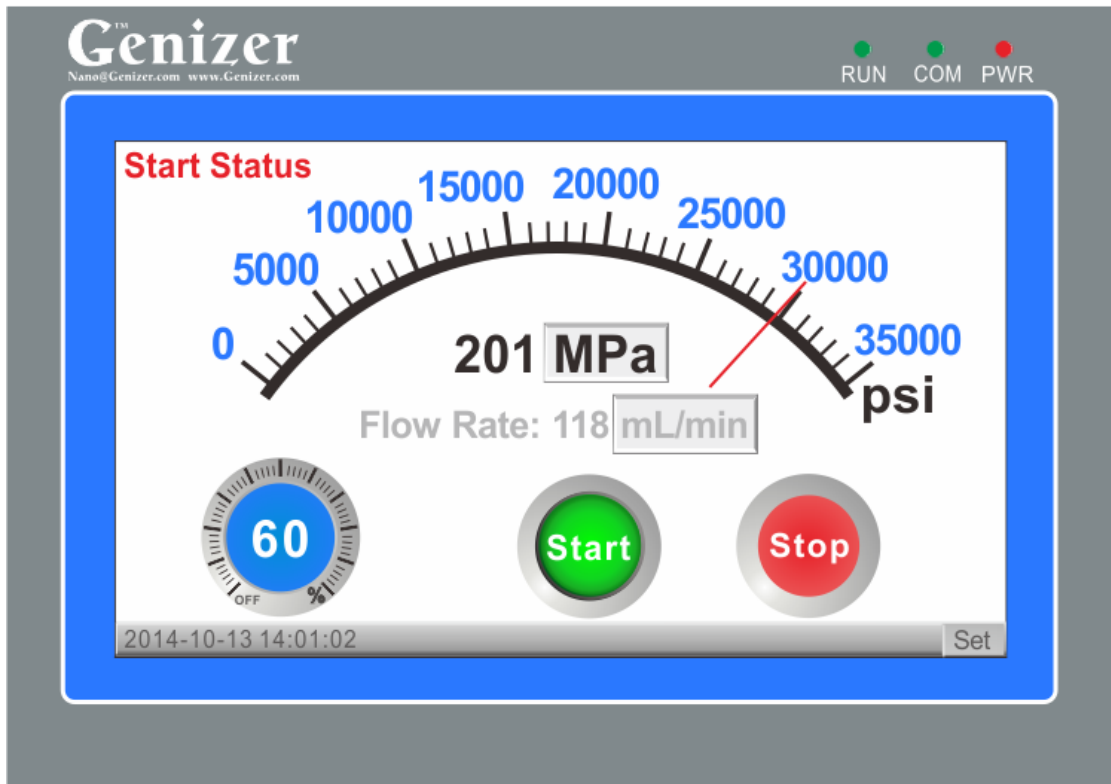 Genizer™
Nano@Genizer.com www.Genizer.com
RUN COM PWR
Start Status
0 5000 10000 15000 20000 25000 30000 35000
psi
201 MPa
Flow Rate: 118 mL/min
60
OFF %
Start
Stop
2014-10-13 14:01:02 Set